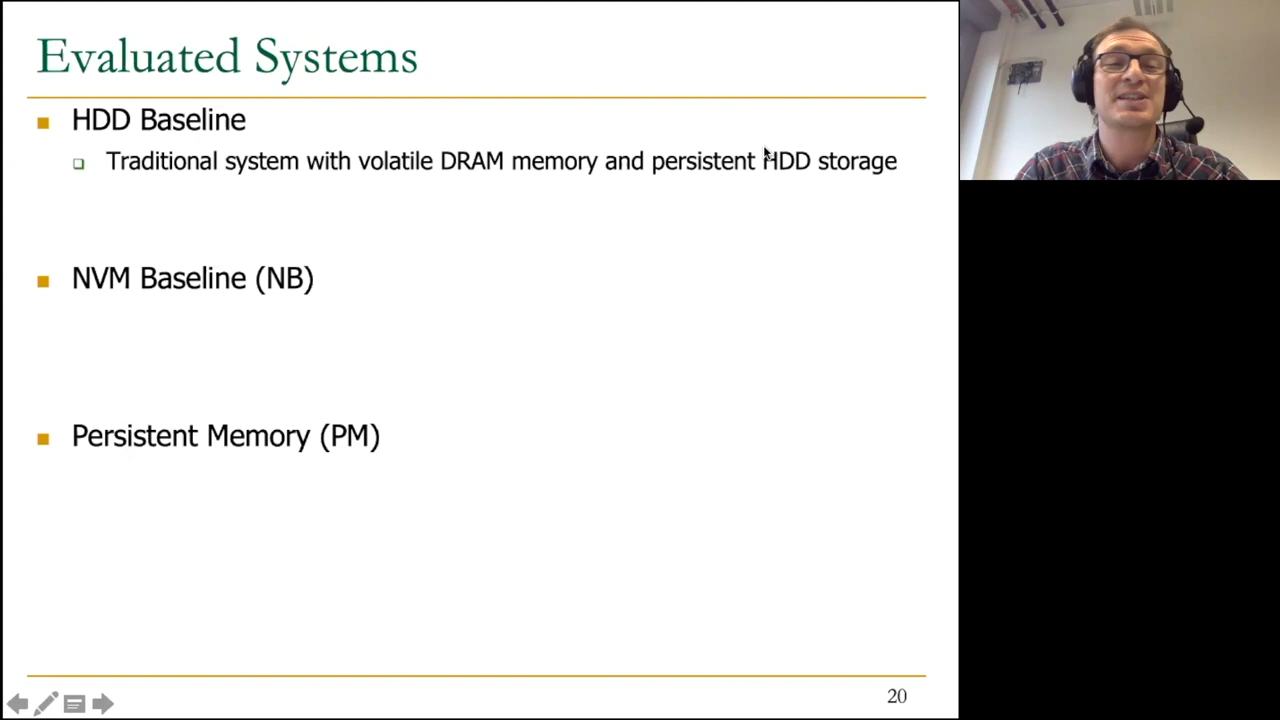 Evaluated Systems
HDD Baseline
Traditional system with volatile DRAM memory and persistent HDD storage
NVM Baseline (NB)
Persistent Memory (PM)
20